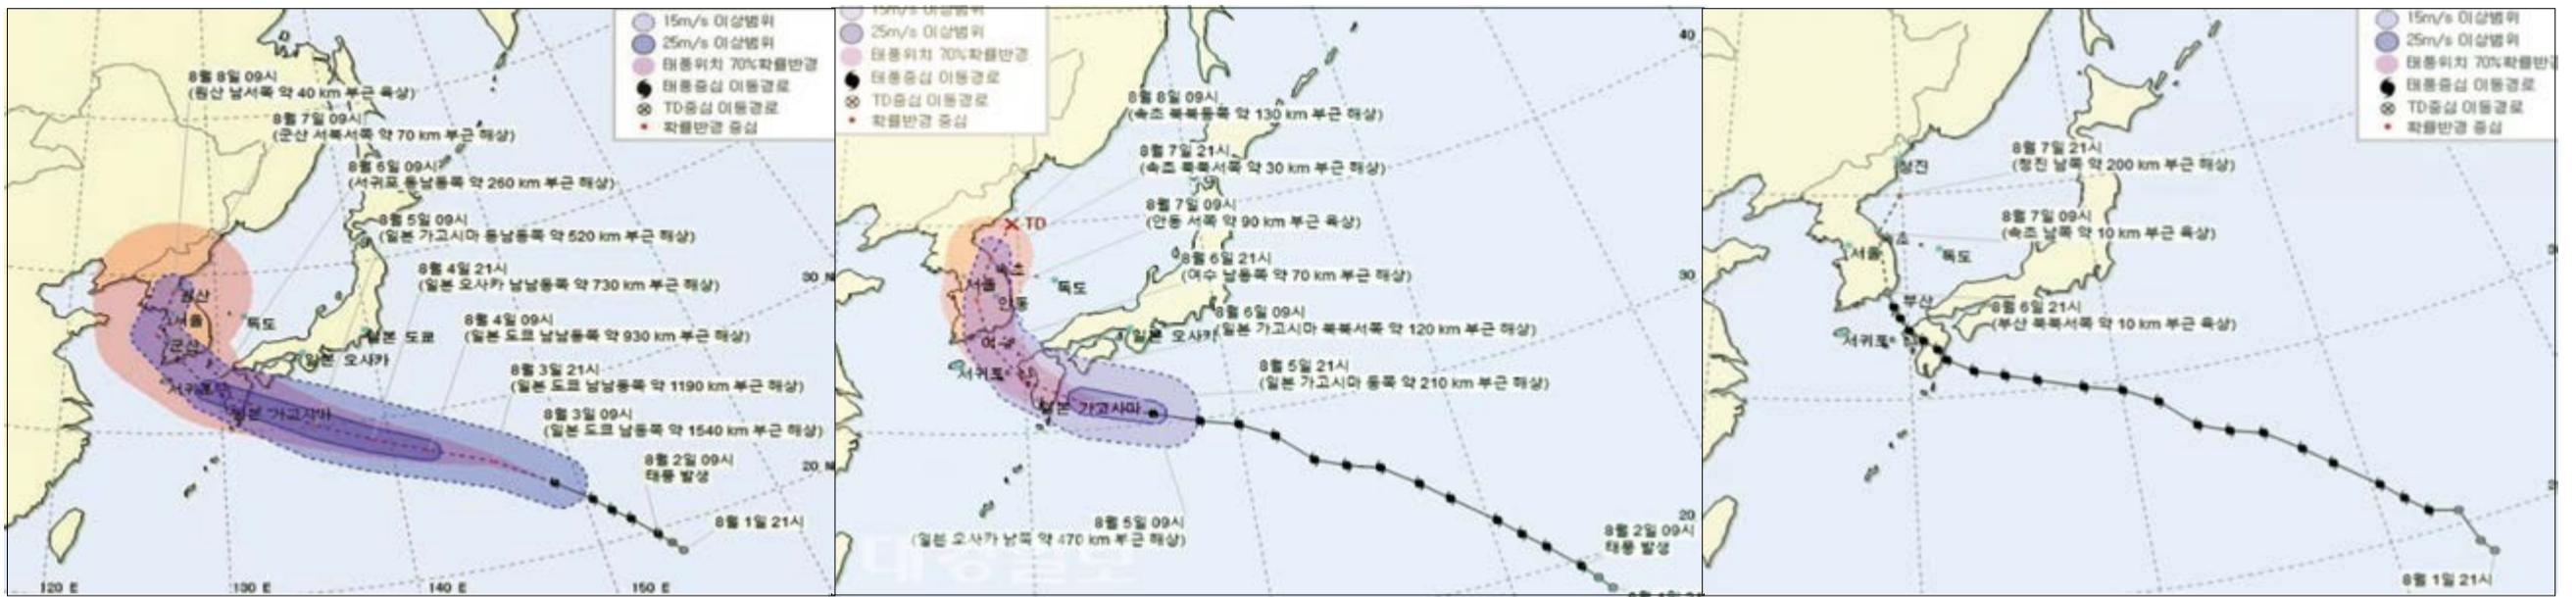 15m/s 이상범위
25m/s 이상범위
태풍위치 70%확률반경
태풍중심 이동경로
TD중심 이동경로
확률반경 중심
8월 8일 09시
(원산 남서쪽 약 40 km 부근 육상)
8월 7일 09시
(군산 서북서쪽 약 70 km 부근 해상)
8월 6일 09시
(서귀포 동남동쪽 약 260 km 부근 해상)
8월 5일 09시
(일본 가고시마 동남동쪽 약 520 km 부근 해상)
8월 4일 21시
(일본 오사카 남남동쪽 약 730 km 부근 해상)
8월 4일 09시
(일본 도쿄 남남동쪽 약 930 km 부근 해상)
8월 3일 21시
(일본 도쿄 남남동쪽 약 1190 km 부근 해상)
8월 3일 09시
(일본 도쿄 남동쪽 약 1540 km 부근 해상)
8월 2일 09시
태풍 발생
8월 1일 21시
원산
서울
독도
군산
일본 도쿄
일본 오사카
서귀포
일본 가고시마
30 N
20 N
120 E
130 E
140 E
150 E
15m/s 이상범위
25m/s 이상범위
태풍위치 70%확률반경
태풍중심 이동경로
TD중심 이동경로
확률반경 중심
40
8월 8일 09시
(속초 북북동쪽 약 130 km 부근 해상)
8월 7일 21시
(속초 북북서쪽 약 30 km 부근 해상)
8월 7일 09시
(안동 서쪽 약 90 km 부근 육상)
8월 6일 21시
(여수 남동쪽 약 70 km 부근 해상)
8월 6일 09시
(일본 가고시마 북북서쪽 약 120 km 부근 해상)
8월 5일 21시
(일본 가고시마 동쪽 약 210 km 부근 해상)
8월 5일 09시
(일본 오사카 남쪽 약 470 km 부근 해상)
8월 2일 09시
태풍 발생
TD
속초
서울
독도
안동
여수
일본 오사카
서귀포
일본 가고시마
30
20
대경일보
15m/s 이상범위
25m/s 이상범위
태풍위치 70%확률반경
태풍중심 이동경로
TD중심 이동경로
확률반경 중심
8월 7일 21시
(청진 남쪽 약 200 km 부근 해상)
8월 7일 09시
(속초 남쪽 약 10 km 부근 육상)
8월 6일 21시
(부산 북북서쪽 약 10 km 부근 육상)
청진
속초
서울
독도
부산
서귀포
8월 1일 21시